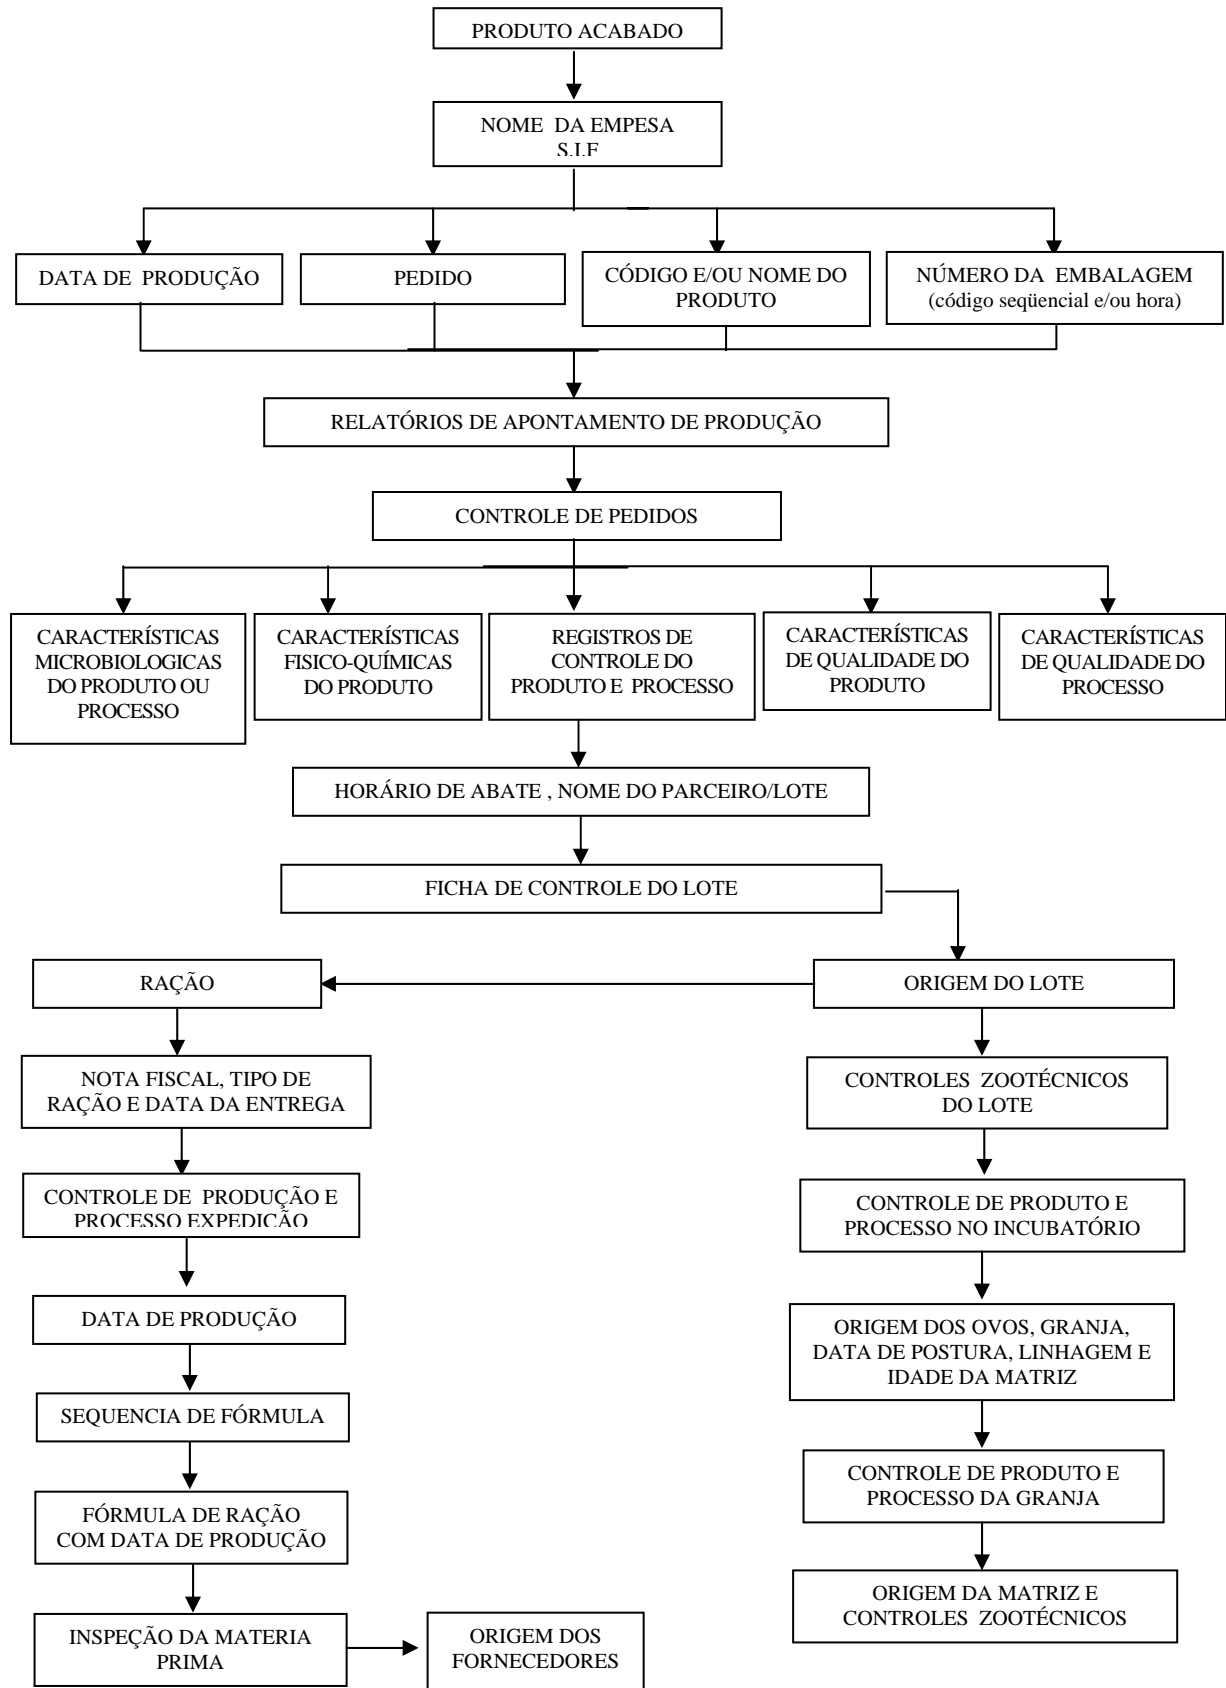 PRODUTO ACABADO
NOME DA EMPESA
S.I.F
DATA DE PRODUÇÃO
PEDIDO
CÓDIGO E/OU NOME DO
PRODUTO
NÚMERO DA EMBALAGEM
(código seqüencial e/ou hora)
RELATÓRIOS DE APONTAMENTO DE PRODUÇÃO
CONTROLE DE PEDIDOS
CARACTERÍSTICAS
MICROBIOLOGICAS
DO PRODUTO OU
PROCESSO
CARACTERÍSTICAS
FISICO-QUÍMICAS
DO PRODUTO
REGISTROS DE
CONTROLE DO
PRODUTO E PROCESSO
CARACTERÍSTICAS
DE QUALIDADE DO
PRODUTO
CARACTERÍSTICAS
DE QUALIDADE DO
PROCESSO
HORÁRIO DE ABATE , NOME DO PARCEIRO/LOTE
FICHA DE CONTROLE DO LOTE
RAÇÃO
ORIGEM DO LOTE
NOTA FISCAL, TIPO DE
RAÇÃO E DATA DA ENTREGA
CONTROLES ZOOTÉCNICOS
DO LOTE
CONTROLE DE PRODUÇÃO E
PROCESSO EXPEDIÇÃO
CONTROLE DE PRODUTO E
PROCESSO NO INCUBATÓRIO
DATA DE PRODUÇÃO
ORIGEM DOS OVOS, GRANJA,
DATA DE POSTURA, LINHAGEM E
IDADE DA MATRIZ
SEQUENCIA DE FÓRMULA
CONTROLE DE PRODUTO E
PROCESSO DA GRANJA
FÓRMULA DE RAÇÃO
COM DATA DE PRODUÇÃO
ORIGEM DA MATRIZ E
CONTROLES ZOOTÉCNICOS
INSPEÇÃO DA MATERIA
PRIMA
ORIGEM DOS
FORNECEDORES